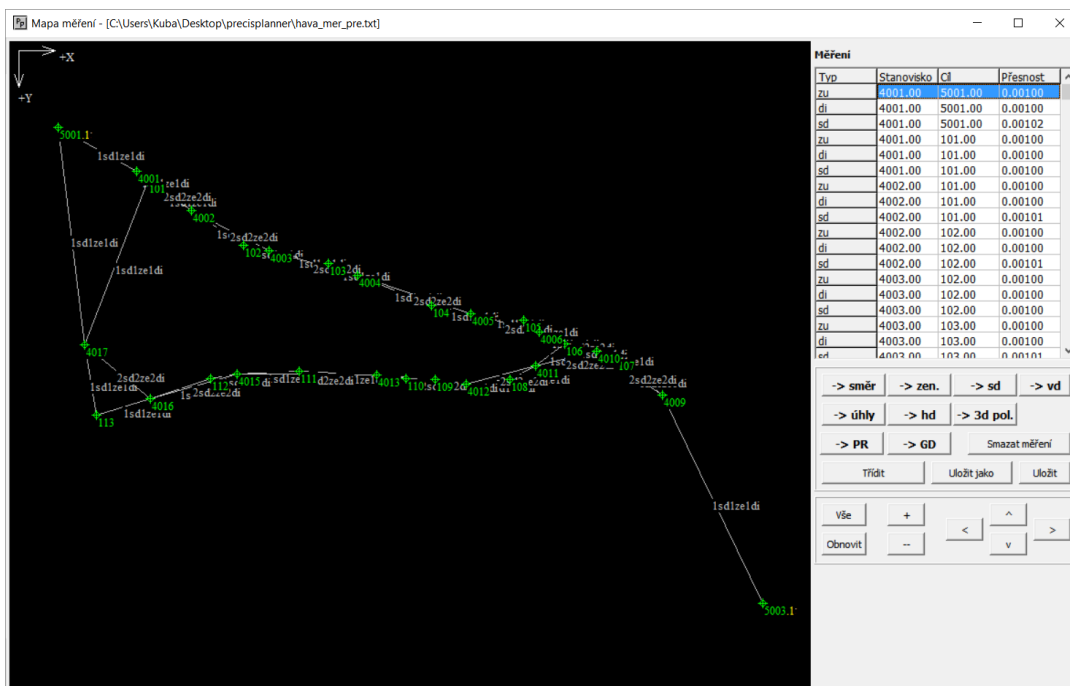 Mapa měření - [C:\Users\Kuba\Desktop\precisplanner\hava_mer_pre.txt]
+X
+Y
5001.1
1sd1ze1di
4001
101
2sd2ze2di
4002
2sd2ze2di
102
4003
103
4004
1sd1ze1di
1sd1ze1di
104
4005
105
4006
106
4010
107
4017
4011
2sd2ze2di
112
4015
111
4013
110
109
4012
108
2sd2ze2di
1sd1ze1di
4016
4009
113
1sd1ze1di
1sd1ze1di
5003.1
Měření
Typ Stanovisko Cíl Přesnost
zu 4001.00 5001.00 0.00100
di 4001.00 5001.00 0.00100
sd 4001.00 5001.00 0.00102
zu 4001.00 101.00 0.00100
di 4001.00 101.00 0.00100
sd 4001.00 101.00 0.00100
zu 4002.00 101.00 0.00100
di 4002.00 101.00 0.00100
sd 4002.00 101.00 0.00101
zu 4002.00 102.00 0.00100
di 4002.00 102.00 0.00100
sd 4002.00 102.00 0.00101
zu 4003.00 102.00 0.00100
di 4003.00 102.00 0.00100
sd 4003.00 102.00 0.00100
zu 4003.00 103.00 0.00100
di 4003.00 103.00 0.00100
sd 4003.00 103.00 0.00101
-> směr -> zen. -> sd -> vd
-> úhly -> hd -> 3d pol.
-> PR -> GD Smazat měření
Třídit Uložit jako Uložit
Vše + ^
< >
Obnovit -- v